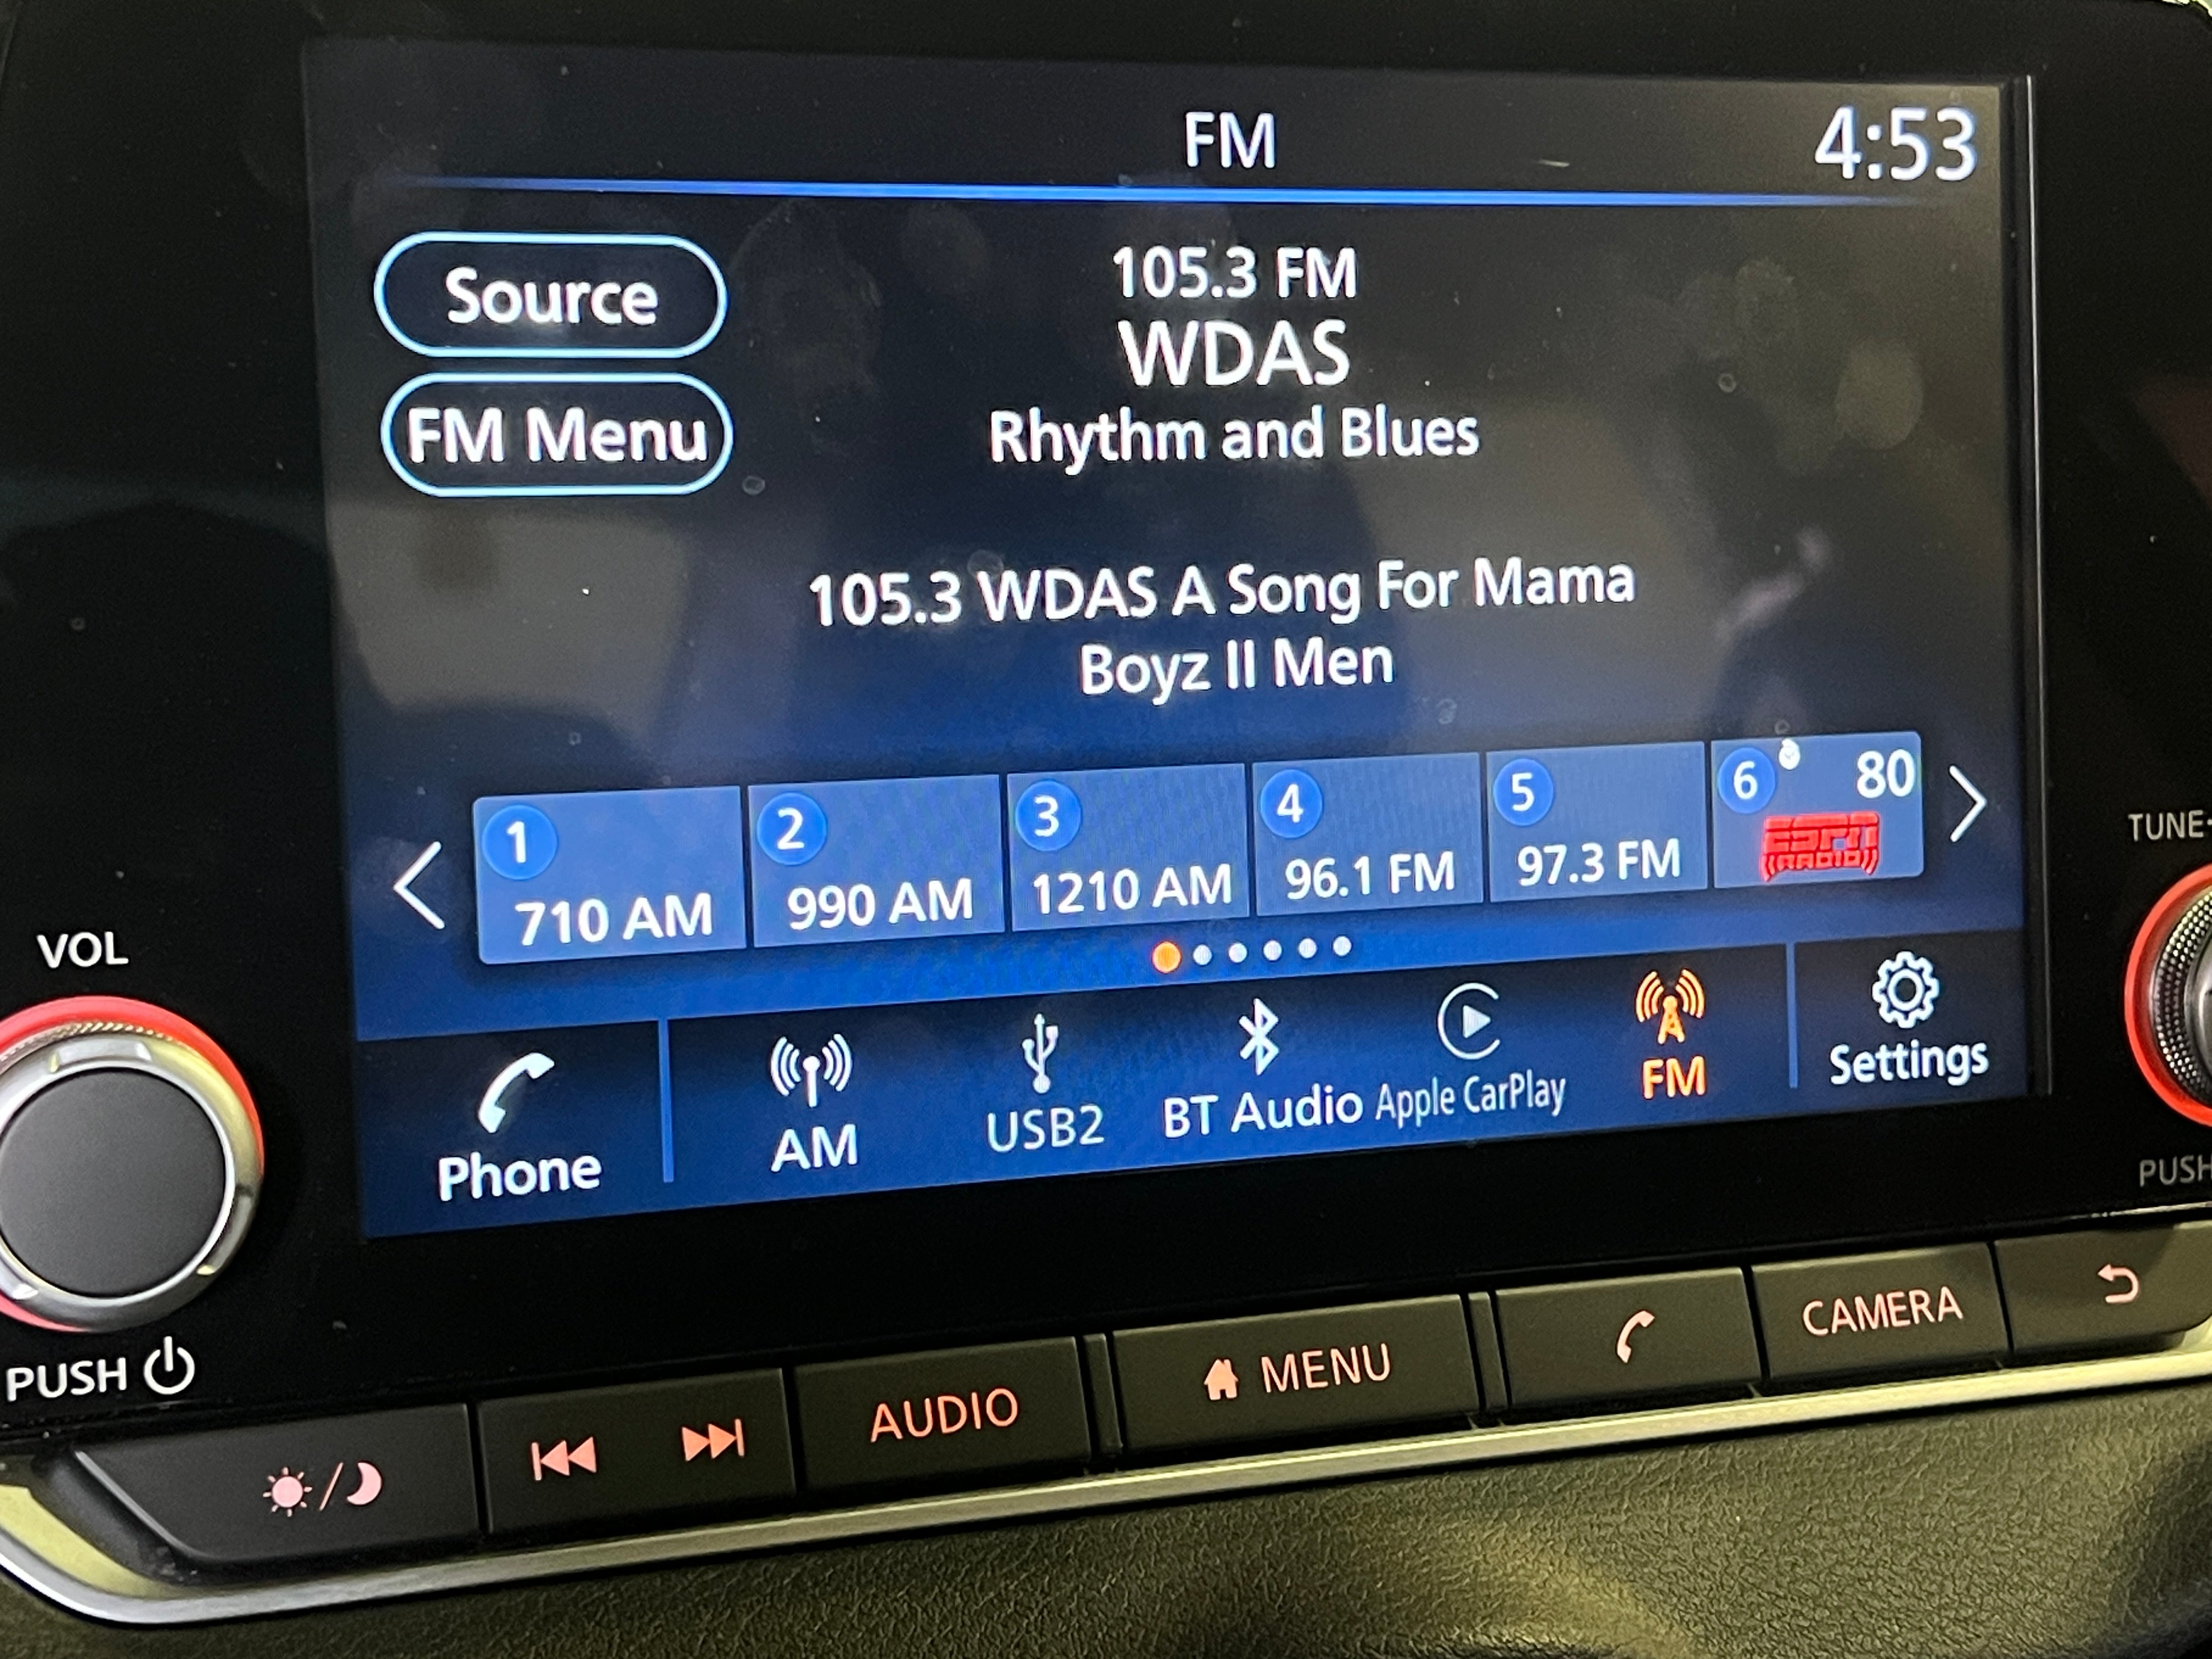 FM
4:53
Source
105.3 FM
WDAS
FM Menu
Rhythm and Blues
105.3 WDAS A Song For Mama
Boyz II Men
1
710 AM
2
990 AM
3
1210 AM
4
96.1 FM
5
97.3 FM
6
80
ESPN
RADIO
Phone
AM
USB2
BT Audio
Apple CarPlay
FM
Settings
VOL
PUSH
TUNE-
PUSH
AUDIO
MENU
CAMERA